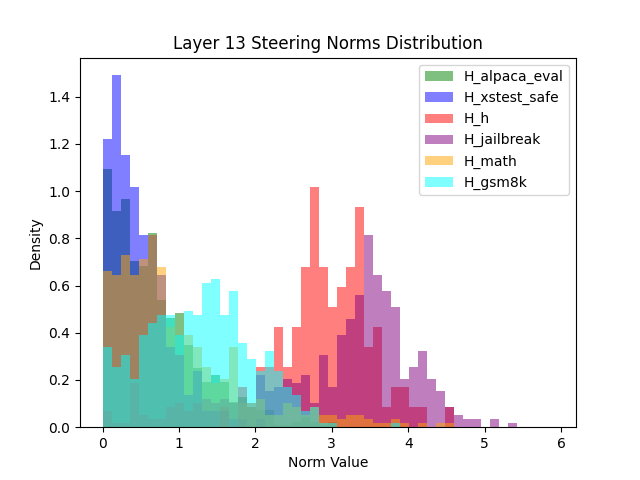 Layer 13 Steering Norms Distribution
H_alpaca_eval
H_xstest_safe
H_h
H_jailbreak
H_math
H_gsm8k
1.4
1.2
1.0
0.8
0.6
0.4
0.2
0.0
Density
0 1 2 3 4 5 6
Norm Value